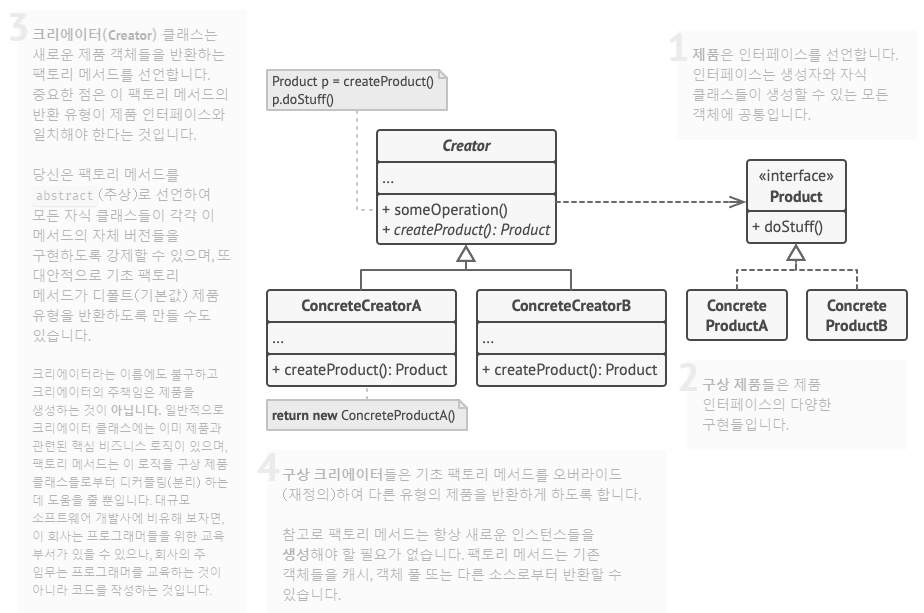 3
크리에이터(Creator) 클래스는
새로운 제품 객체들을 반환하는
팩토리 메서드를 선언합니다.
중요한 점은 이 팩토리 메서드의
반환 유형이 제품 인터페이스와
일치해야 한다는 것입니다.
당신은 팩토리 메서드를
abstract (추상)로 선언하여
모든 자식 클래스들이 각각 이
메서드의 자체 버전들을
구현하도록 강제할 수 있으며, 또
대안적으로 기초 팩토리
메서드가 디폴트(기본값) 제품
유형을 반환하도록 만들 수도
있습니다.
크리에이터라는 이름에도 불구하고
크리에이터의 주책임은 제품을
생성하는 것이 아닙니다. 일반적으로
크리에이터 클래스에는 이미 제품과
관련된 핵심 비즈니스 로직이 있으며,
팩토리 메서드는 이 로직을 구상 제품
클래스들로부터 디커플링(분리) 하는
데 도움을 줄 뿐입니다. 대규모
소프트웨어 개발사에 비유해 보자면,
이 회사는 프로그래머들을 위한 교육
부서가 있을 수 있으나, 회사의 주
임무는 프로그래머를 교육하는 것이
아니라 코드를 작성하는 것입니다.
Product p = createProduct()
p.doStuff()
Creator
...
+ someOperation()
+ createProduct(): Product
ConcreteCreatorA
...
+ createProduct(): Product
return new ConcreteProductA()
ConcreteCreatorB
...
+ createProduct(): Product
1
제품은 인터페이스를 선언합니다.
인터페이스는 생성자와 자식
클래스들이 생성할 수 있는 모든
객체에 공통입니다.
«interface»
Product
+ doStuff()
Concrete
ProductA
Concrete
ProductB
2
구상 제품들은 제품
인터페이스의 다양한
구현들입니다.
4
구상 크리에이터들은 기초 팩토리 메서드를 오버라이드
(재정의)하여 다른 유형의 제품을 반환하게 하도록 합니다.
참고로 팩토리 메서드는 항상 새로운 인스턴스들을
생성해야 할 필요가 없습니다. 팩토리 메서드는 기존
객체들을 캐시, 객체 풀 또는 다른 소스로부터 반환할 수
있습니다.